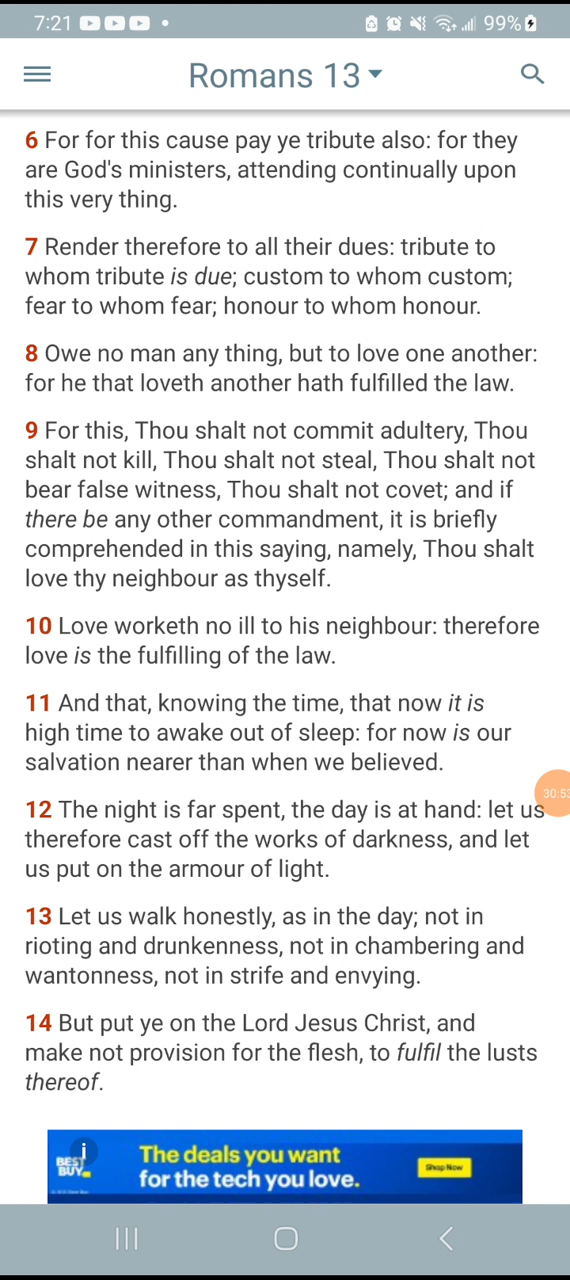 7:21
99%
Romans 13
6 For for this cause pay ye tribute also: for they
are God's ministers, attending continually upon
this very thing.
7 Render therefore to all their dues: tribute to
whom tribute is due; custom to whom custom;
fear to whom fear; honour to whom honour.
8 Owe no man any thing, but to love one another:
for he that loveth another hath fulfilled the law.
9 For this, Thou shalt not commit adultery, Thou
shalt not kill, Thou shalt not steal, Thou shalt not
bear false witness, Thou shalt not covet; and if
there be any other commandment, it is briefly
comprehended in this saying, namely, Thou shalt
love thy neighbour as thyself.
10 Love worketh no ill to his neighbour: therefore
love is the fulfilling of the law.
11 And that, knowing the time, that now it is
high time to awake out of sleep: for now is our
salvation nearer than when we believed.
30:53
12 The night is far spent, the day is at hand: let us
therefore cast off the works of darkness, and let
us put on the armour of light.
13 Let us walk honestly, as in the day; not in
rioting and drunkenness, not in chambering and
wantonness, not in strife and envying.
14 But put ye on the Lord Jesus Christ, and
make not provision for the flesh, to fulfil the lusts
thereof.
BEST
BUY
The deals you want
for the tech you love.
Shop Now